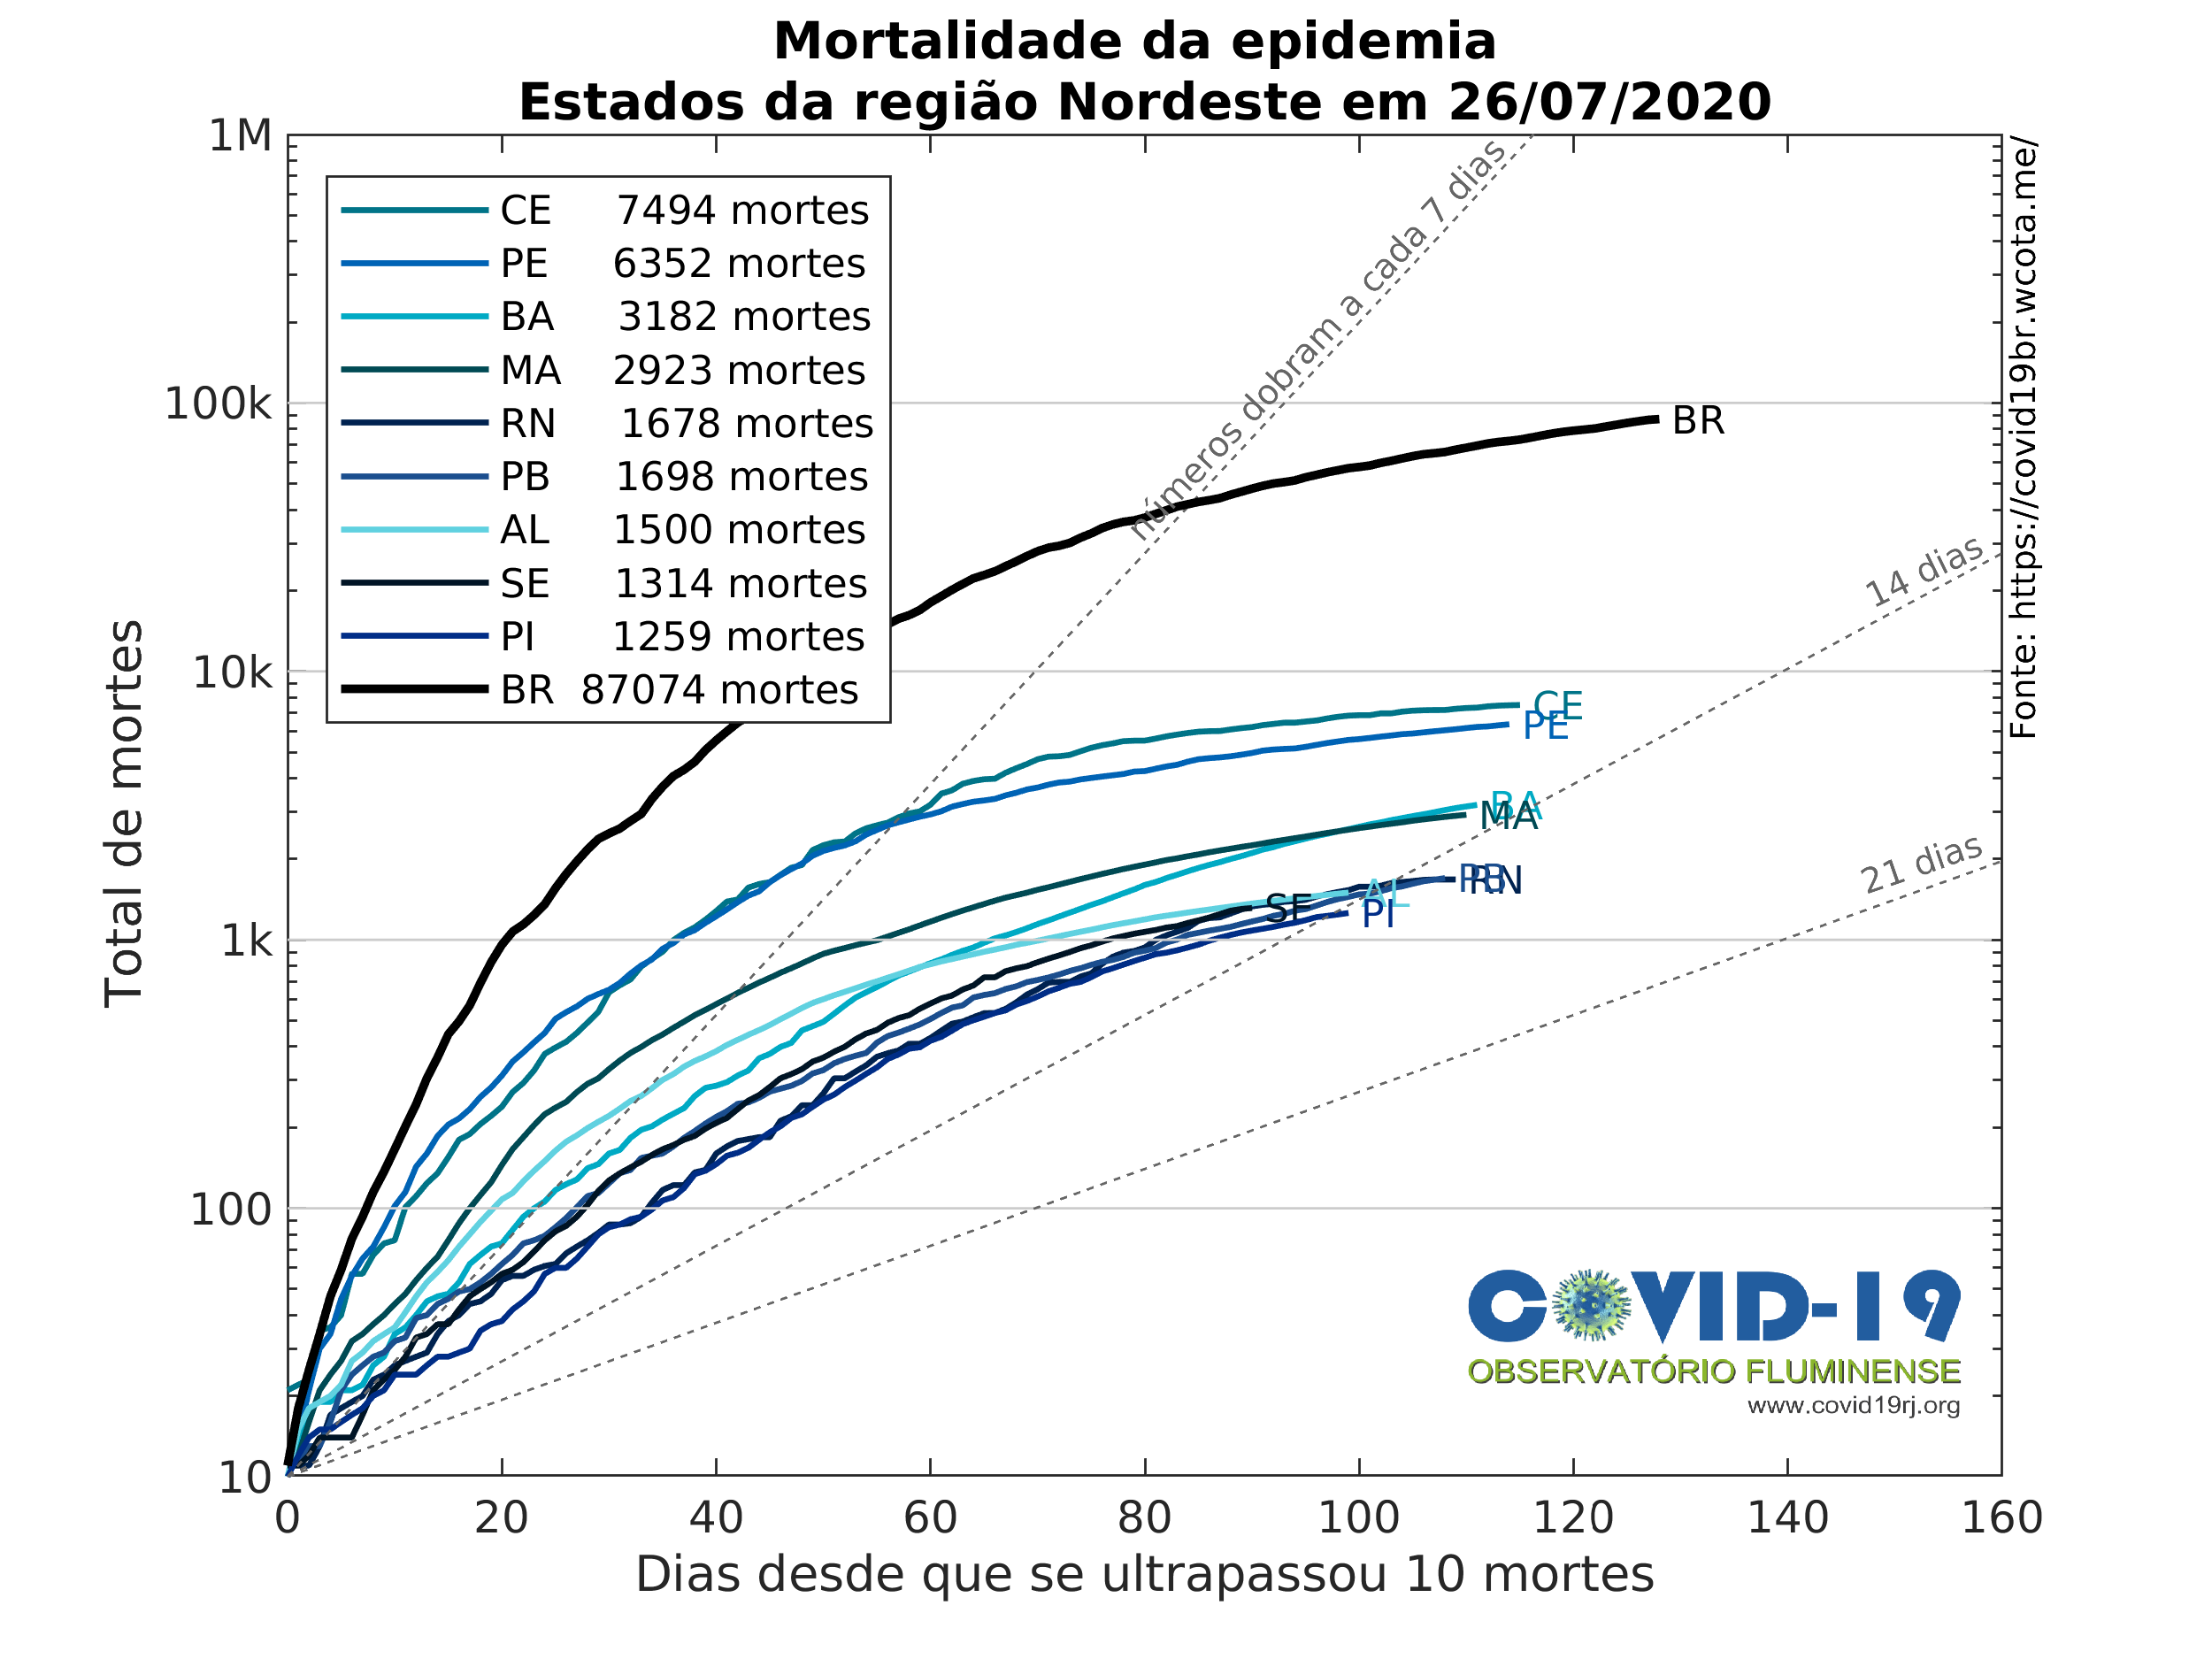 Mortalidade da epidemia
Estados da região Nordeste em 26/07/2020
1M
100k
10k
1k
100
10
Total de mortes
CE 7494 mortes
PE 6352 mortes
BA 3182 mortes
MA 2923 mortes
RN 1678 mortes
PB 1698 mortes
AL 1500 mortes
SE 1314 mortes
PI 1259 mortes
BR 87074 mortes
números dobram a cada 7 dias
14 dias
21 dias
BR
CE
PE
BA
MA
PB
RN
AL
SE
PI
Fonte: https://covid19br.wcota.me/
COVID-19
OBSERVATÓRIO FLUMINENSE
www.covid19rj.org
0 20 40 60 80 100 120 140 160
Dias desde que se ultrapassou 10 mortes